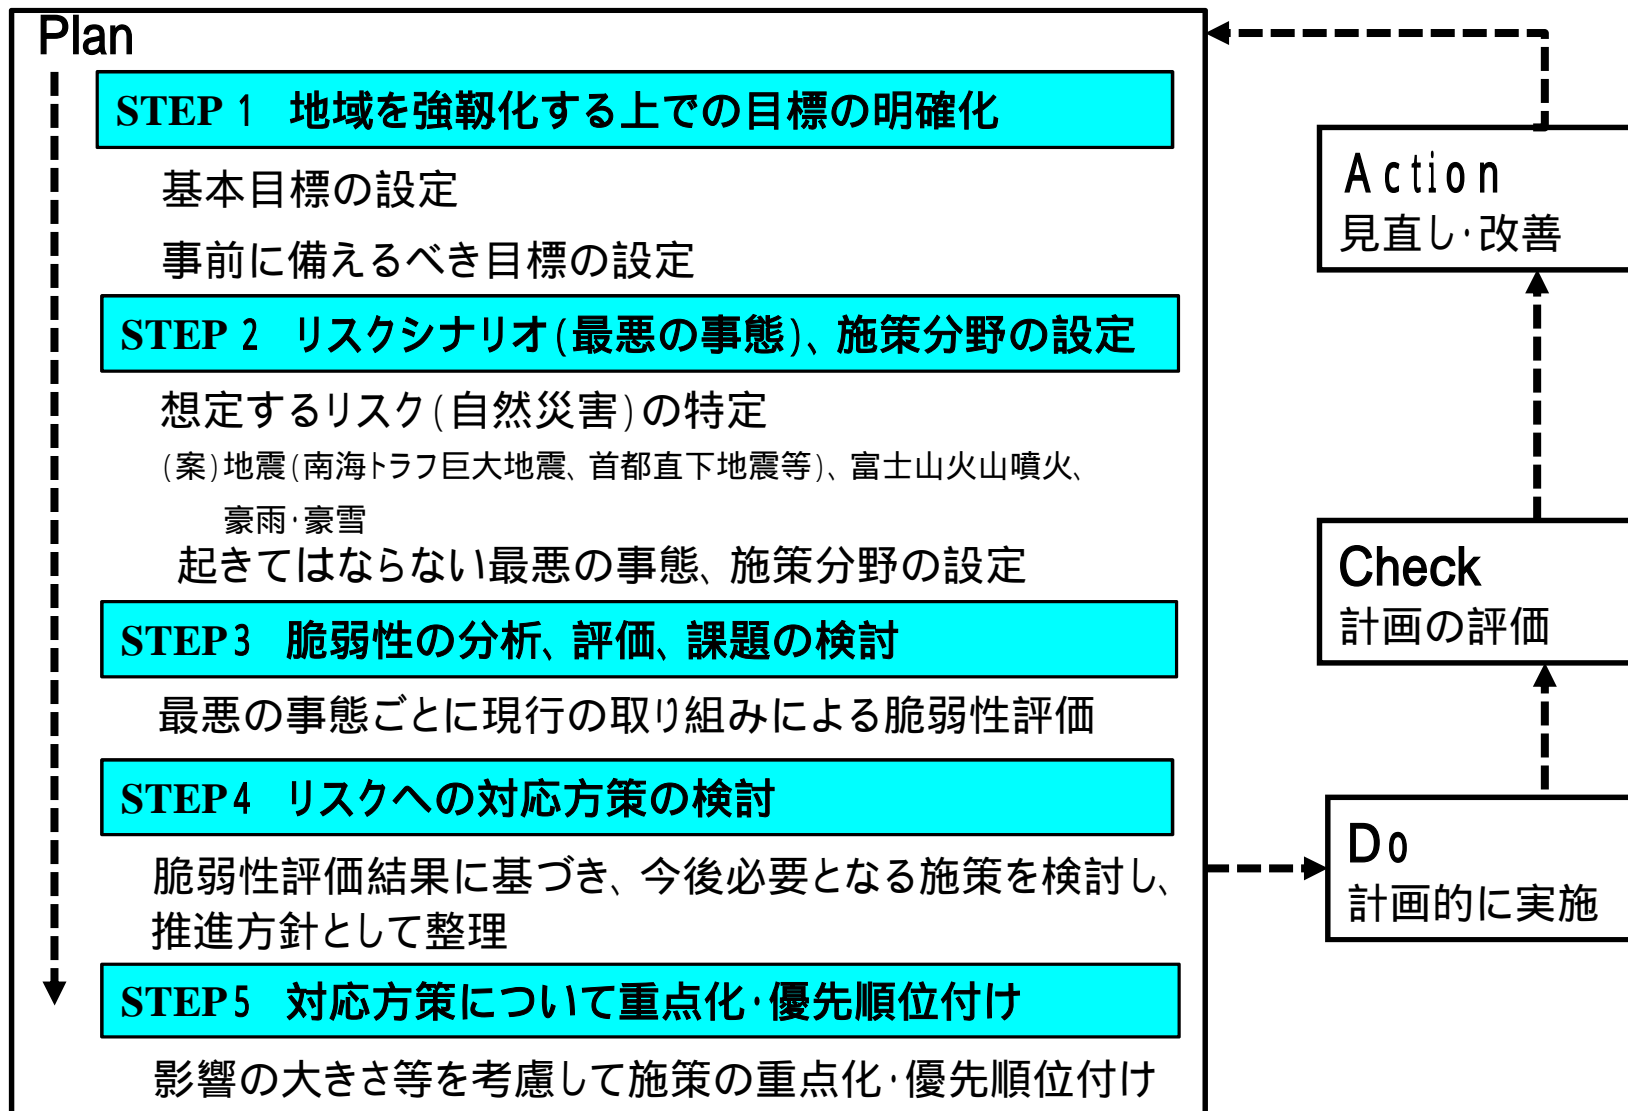 Plan
STEP 1 地域を強靱化する上での目標の明確化
基本目標の設定
事前に備えるべき目標の設定
STEP 2 リスクシナリオ(最悪の事態)、施策分野の設定
想定するリスク(自然災害)の特定
(案)地震(南海トラフ巨大地震、首都直下地震等)、富士山火山噴火、
豪雨・豪雪
起きてはならない最悪の事態、施策分野の設定
STEP3 脆弱性の分析、評価、課題の検討
最悪の事態ごとに現行の取り組みによる脆弱性評価
STEP4 リスクへの対応方策の検討
脆弱性評価結果に基づき、今後必要となる施策を検討し、
推進方針として整理
STEP5 対応方策について重点化・優先順位付け
影響の大きさ等を考慮して施策の重点化・優先順位付け
Action
見直し・改善
Check
計画の評価
Do
計画的に実施